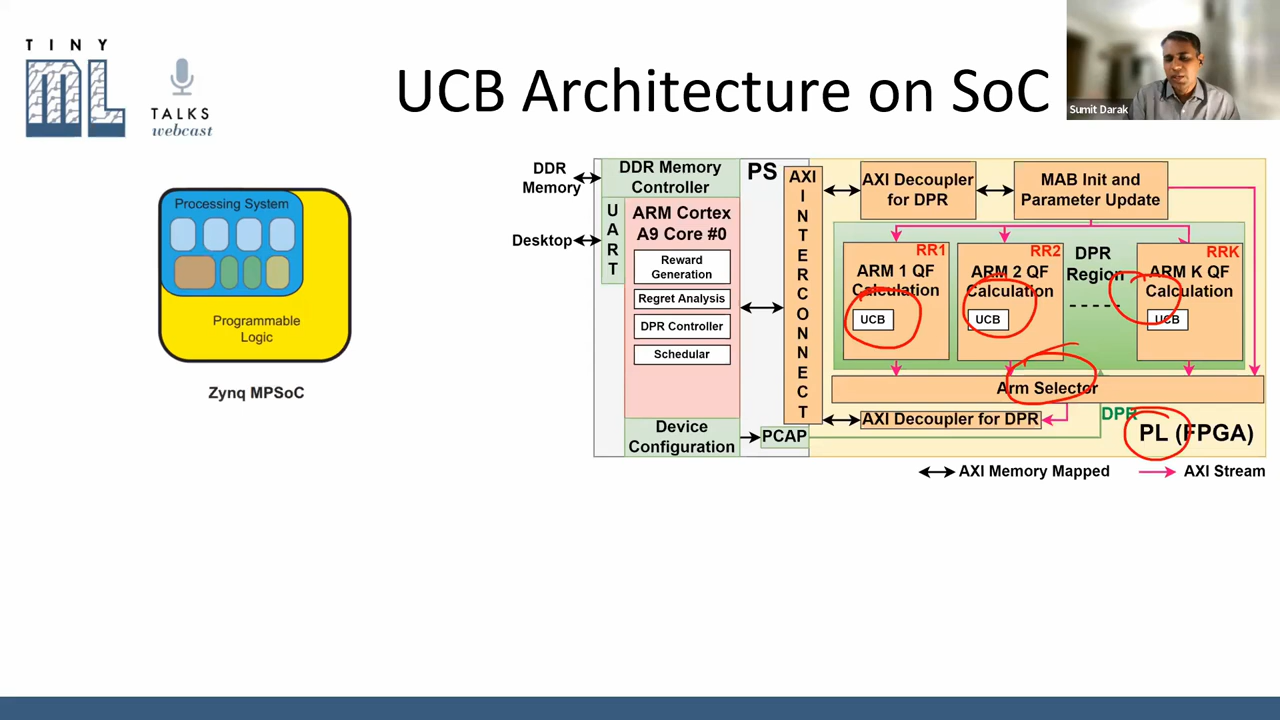 TINY
ML
TALKS
webcast
UCB Architecture on SoC
Sumit Darak
Processing System
Programmable
Logic
Zynq MPSoC
DDR
Memory
Desktop
DDR Memory
Controller
UART
ARM Cortex
A9 Core #0
Reward
Generation
Regret Analysis
DPR Controller
Schedular
Device
Configuration
PS
PCAP
AXI INTERCONNECT
AXI Decoupler
for DPR
MAB Init and
Parameter Update
RR1
ARM 1 QF
Calculation
UCB
RR2
ARM 2 QF
Calculation
UCB
DPR
Region
RRK
ARM K QF
Calculation
UCB
Arm Selector
AXI Decoupler for DPR
DPR
PL (FPGA)
AXI Memory Mapped
AXI Stream